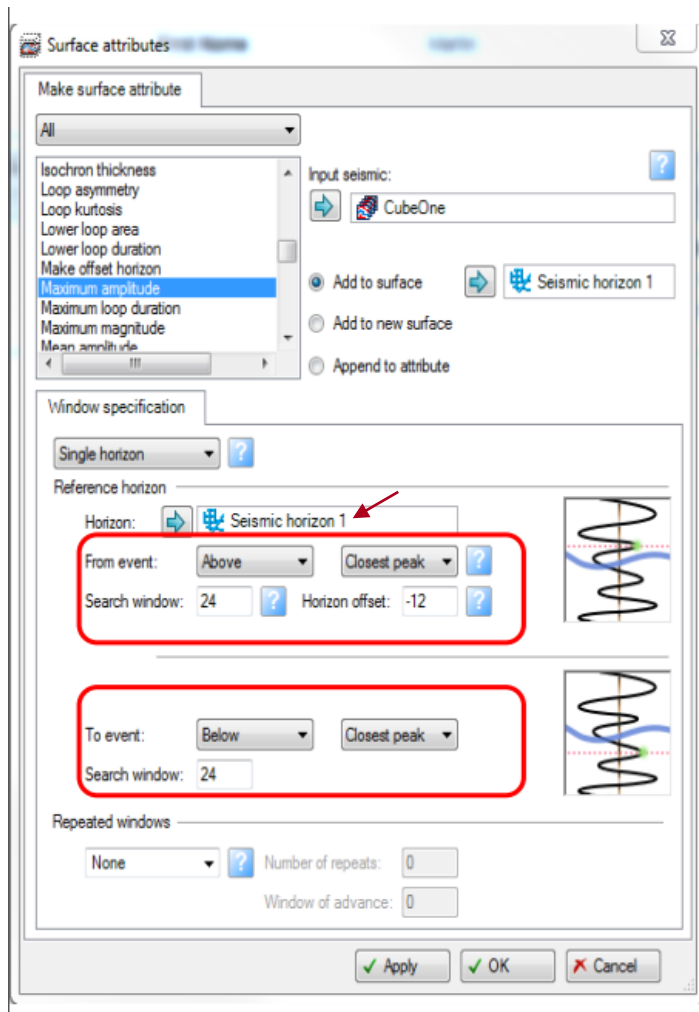 Surface attributes
Make surface attribute
All
Isochron thickness
Loop asymmetry
Loop kurtosis
Lower loop area
Lower loop duration
Make offset horizon
Maximum amplitude
Maximum loop duration
Maximum magnitude
Mean amplitude
Input seismic:
?
CubeOne
Add to surface Seismic horizon 1
Add to new surface
Append to attribute
Window specification
Single horizon ?
Reference horizon
Horizon: Seismic horizon 1
From event: Above Closest peak ?
Search window: 24 ? Horizon offset: -12 ?
To event: Below Closest peak
Search window: 24
Repeated windows
None ? Number of repeats: 0
Window of advance: 0
Apply OK Cancel